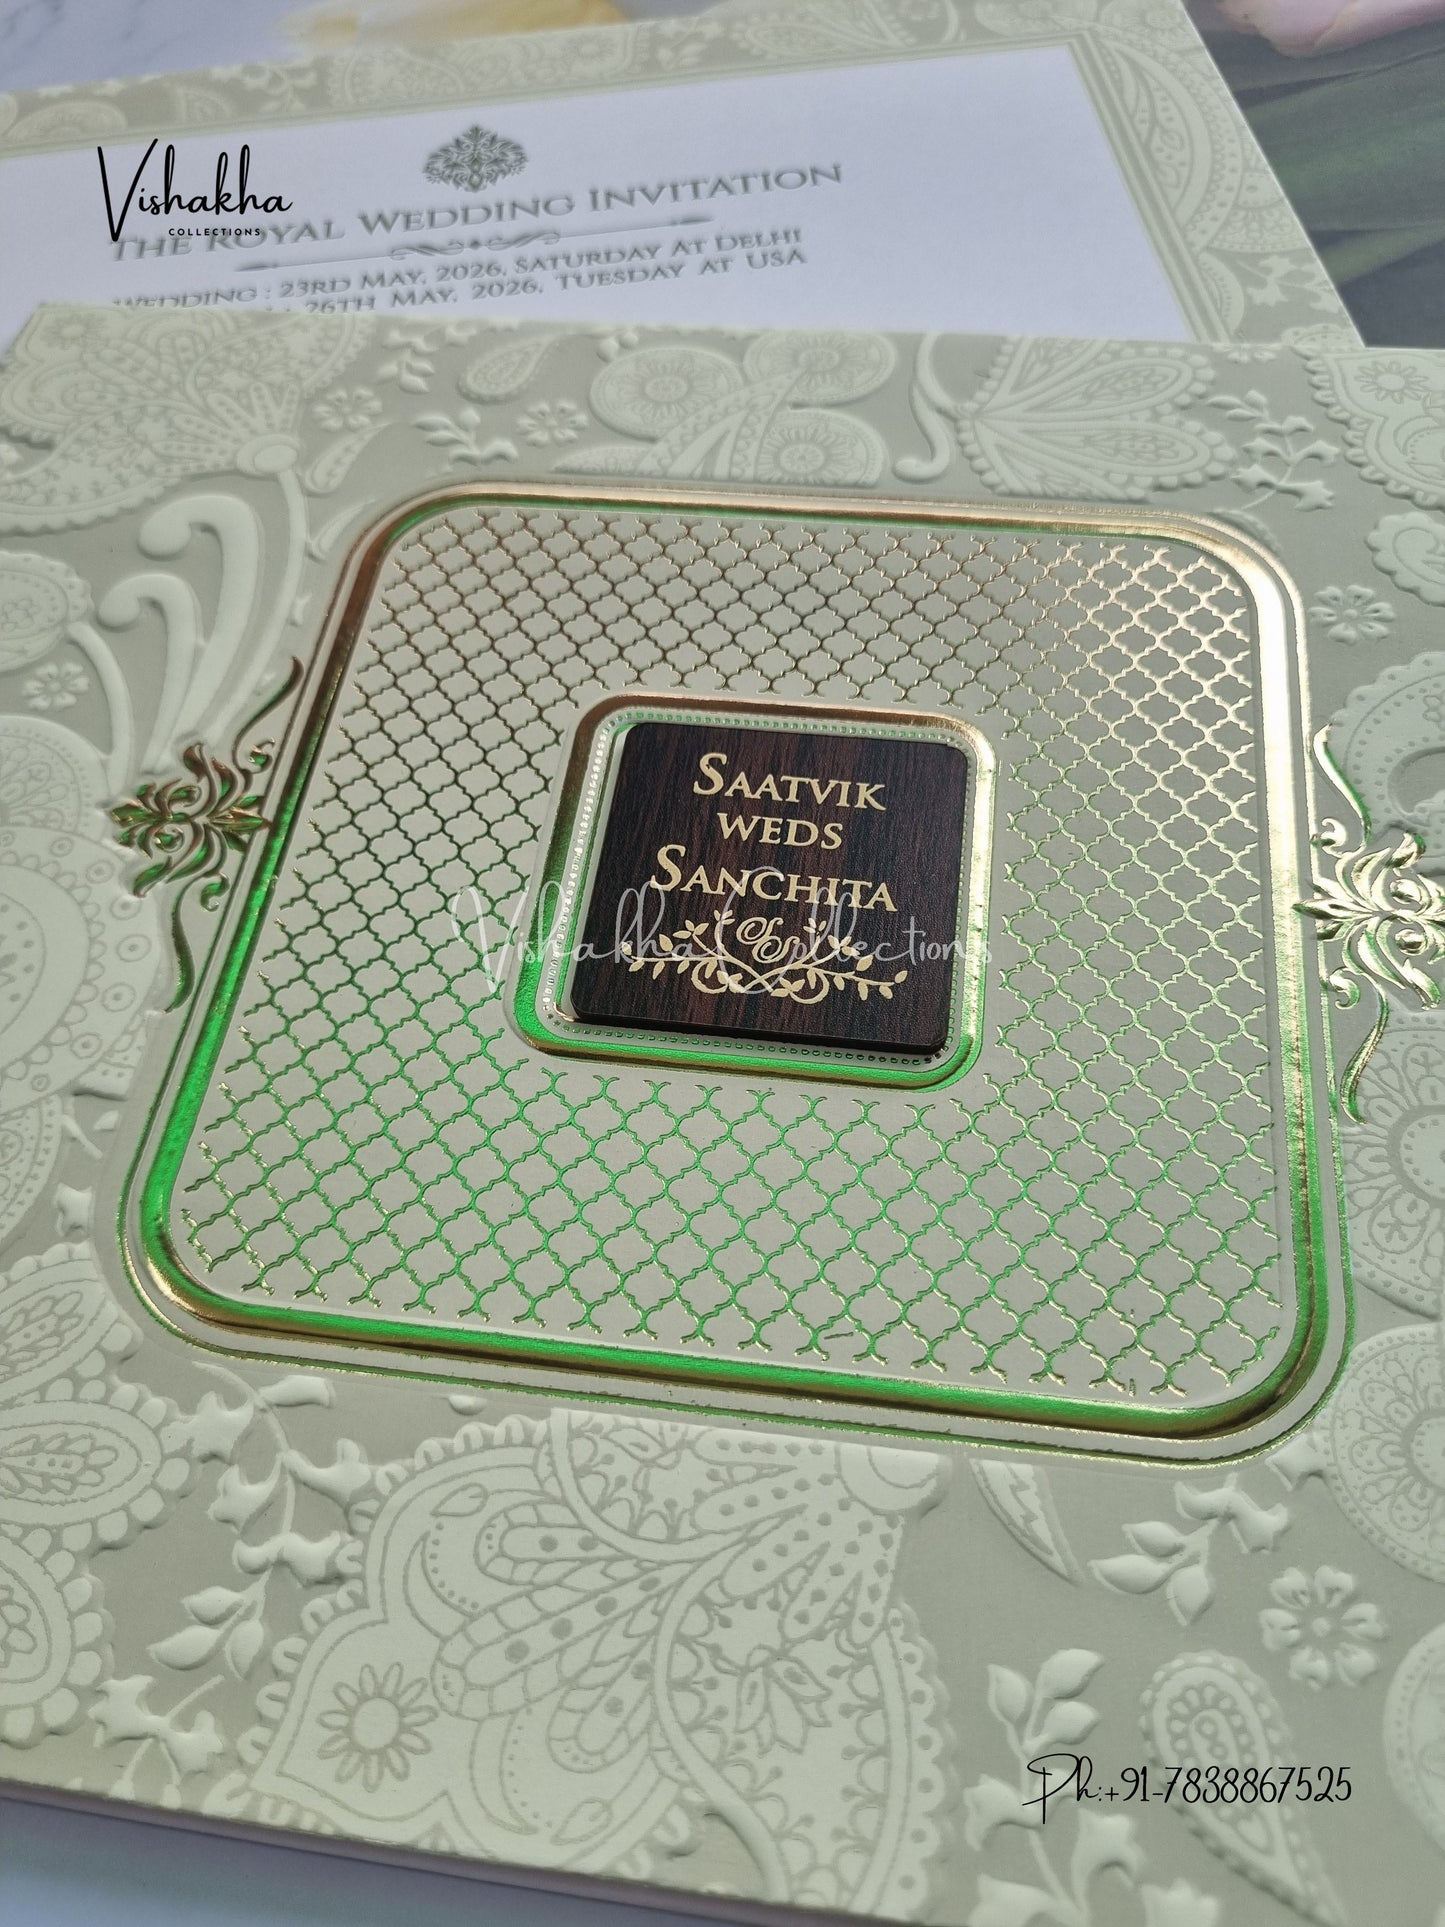 Vishakha
COLLECTIONS
THE ROYAL WEDDING INVITATION
WEDDING : 23RD MAY, 2026, SATURDAY AT DELHI
: 26TH MAY, 2026, TUESDAY AT USA
SAATVIK
WEDS
SANCHITA
Vishakha Collections
Ph:+91-7838867525